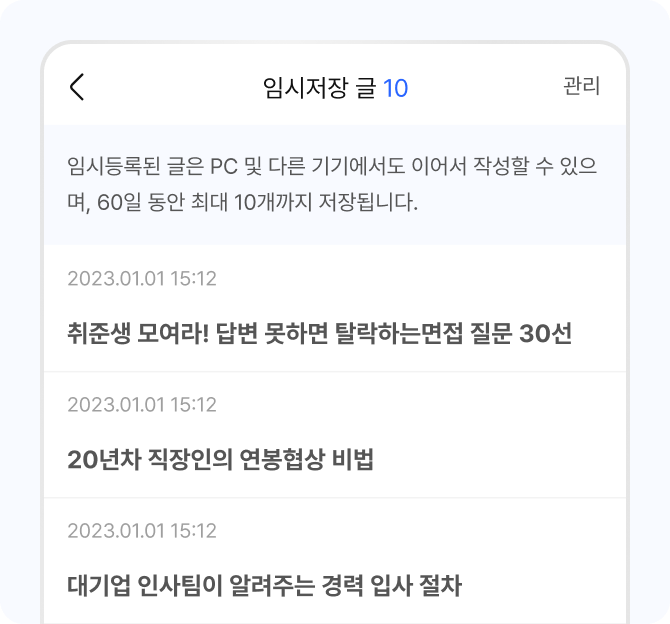 임시저장 글 10 관리
임시등록된 글은 PC 및 다른 기기에서도 이어서 작성할 수 있으
며, 60일 동안 최대 10개까지 저장됩니다.
2023.01.01 15:12
취준생 모여라! 답변 못하면 탈락하는면접 질문 30선
2023.01.01 15:12
20년차 직장인의 연봉협상 비법
2023.01.01 15:12
대기업 인사팀이 알려주는 경력 입사 절차